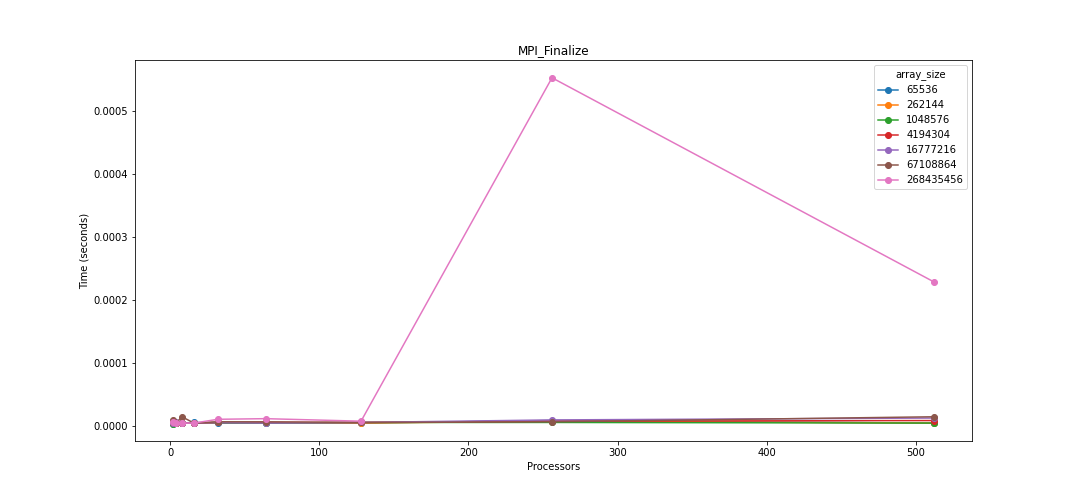 MPI_Finalize
array_size
65536
262144
1048576
4194304
16777216
67108864
268435456
0.0005
0.0004
0.0003
0.0002
0.0001
0.0000
Time (seconds)
0 100 200 300 400 500
Processors